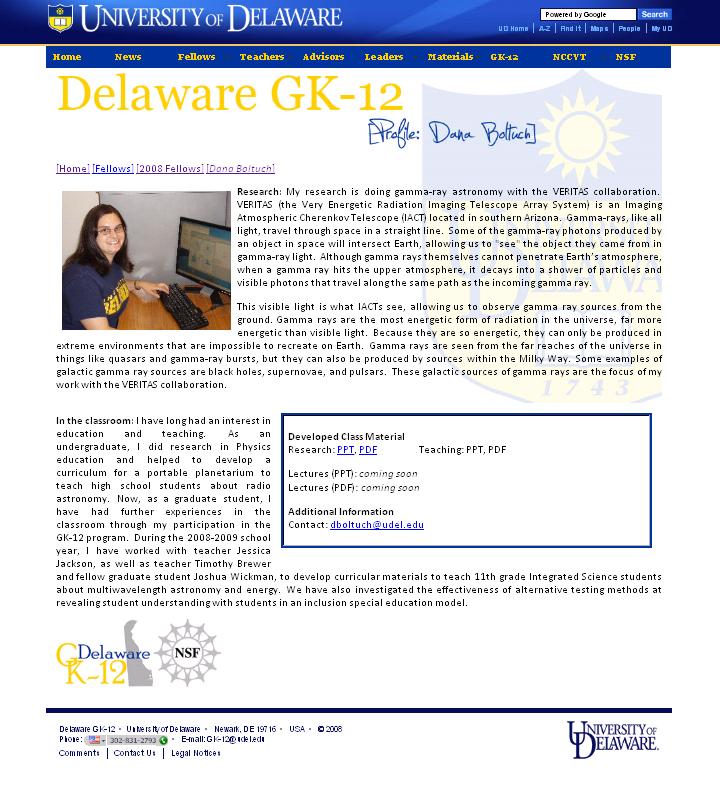 UNIVERSITY OF DELAWARE
Powered by Google Search
UD Home A-Z Find it Maps People My UD
Home News Fellows Teachers Advisors Leaders Materials GK-12 NCCVT NSF
Delaware GK-12
[Profile: Dana Boltuch]
[Home] [Fellows] [2008 Fellows] [Dana Boltuch]
Research: My research is doing gamma-ray astronomy with the VERITAS collaboration.
VERITAS (the Very Energetic Radiation Imaging Telescope Array System) is an Imaging
Atmospheric Cherenkov Telescope (IACT) located in southern Arizona. Gamma-rays, like all
light, travel through space in a straight line. Some of the gamma-ray photons produced by
an object in space will intersect Earth, allowing us to "see" the object they came from in
gamma-ray light. Although gamma rays themselves cannot penetrate Earth's atmosphere,
when a gamma ray hits the upper atmosphere, it decays into a shower of particles and
visible photons that travel along the same path as the incoming gamma ray.
This visible light is what IACTs see, allowing us to observe gamma ray sources from the
ground. Gamma rays are the most energetic form of radiation in the universe, far more
energetic than visible light. Because they are so energetic, they can only be produced in
extreme environments that are impossible to recreate on Earth. Gamma rays are seen from the far reaches of the universe in
things like quasars and gamma-ray bursts, but they can also be produced by sources within the Milky Way. Some examples of
galactic gamma ray sources are black holes, supernovae, and pulsars. These galactic sources of gamma rays are the focus of my
work with the VERITAS collaboration.
1743
In the classroom: I have long had an interest in
education and teaching. As an
undergraduate, I did research in Physics
education and helped to develop a
curriculum for a portable planetarium to
teach high school students about radio
astronomy. Now, as a graduate student, I
have had further experiences in the
classroom through my participation in the
GK-12 program. During the 2008-2009 school
year, I have worked with teacher Jessica
Jackson, as well as teacher Timothy Brewer
and fellow graduate student Joshua Wickman, to develop curricular materials to teach 11th grade Integrated Science students
about multiwavelength astronomy and energy. We have also investigated the effectiveness of alternative testing methods at
revealing student understanding with students in an inclusion special education model.
Developed Class Material
Research: PPT, PDF Teaching: PPT, PDF
Lectures (PPT): coming soon
Lectures (PDF): coming soon
Additional Information
Contact: dboltuch@udel.edu
Delaware GK-12
NSF
Delaware GK-12 • University of Delaware • Newark, DE 19716 • USA • © 2008
Phone: 302-831-2793 • E-mail: GK-12@udel.edu
Comments | Contact Us | Legal Notices
UNIVERSITY OF DELAWARE.